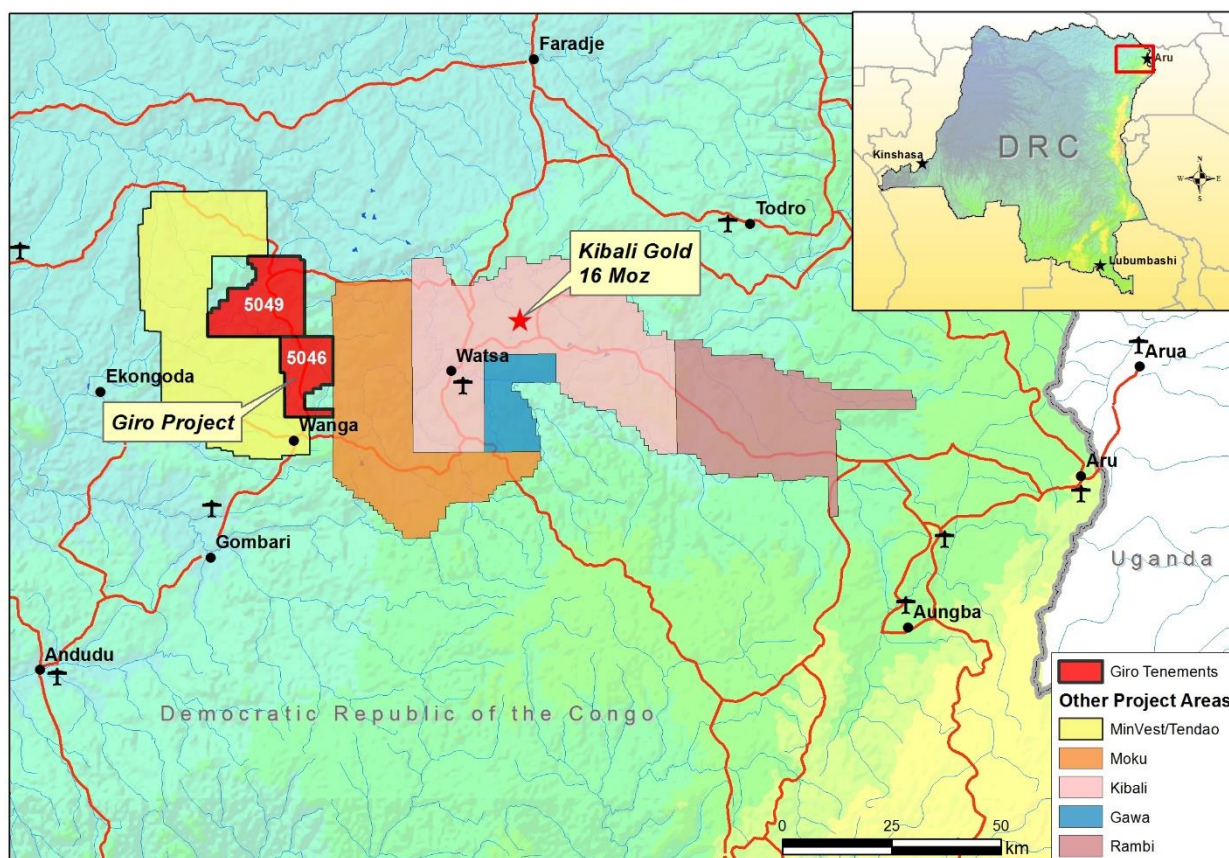 Faradje
Todro
Kibali Gold
16 Moz
5049
5046
Watsa
Ekongoda
Giro Project
Wanga
Gombari
Andudu
Arua
Aru
Uganda
Aungba
Democratic Republic of the Congo
Aru
DRC
Kinshasa
Lubumbashi
N
W
E
S
Giro Tenements
Other Project Areas
MinVest/Tendao
Moku
Kibali
Gawa
Rambi
0 25 50
km